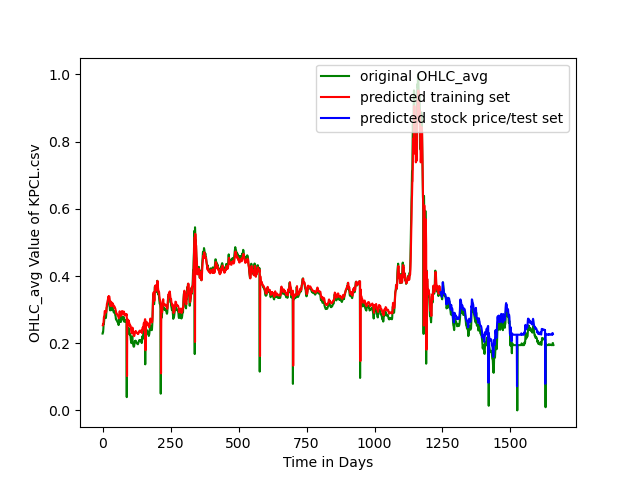 original OHLC_avg
predicted training set
predicted stock price/test set
OHLC_avg Value of KPCL.csv
1.0
0.8
0.6
0.4
0.2
0.0
0 250 500 750 1000 1250 1500
Time in Days